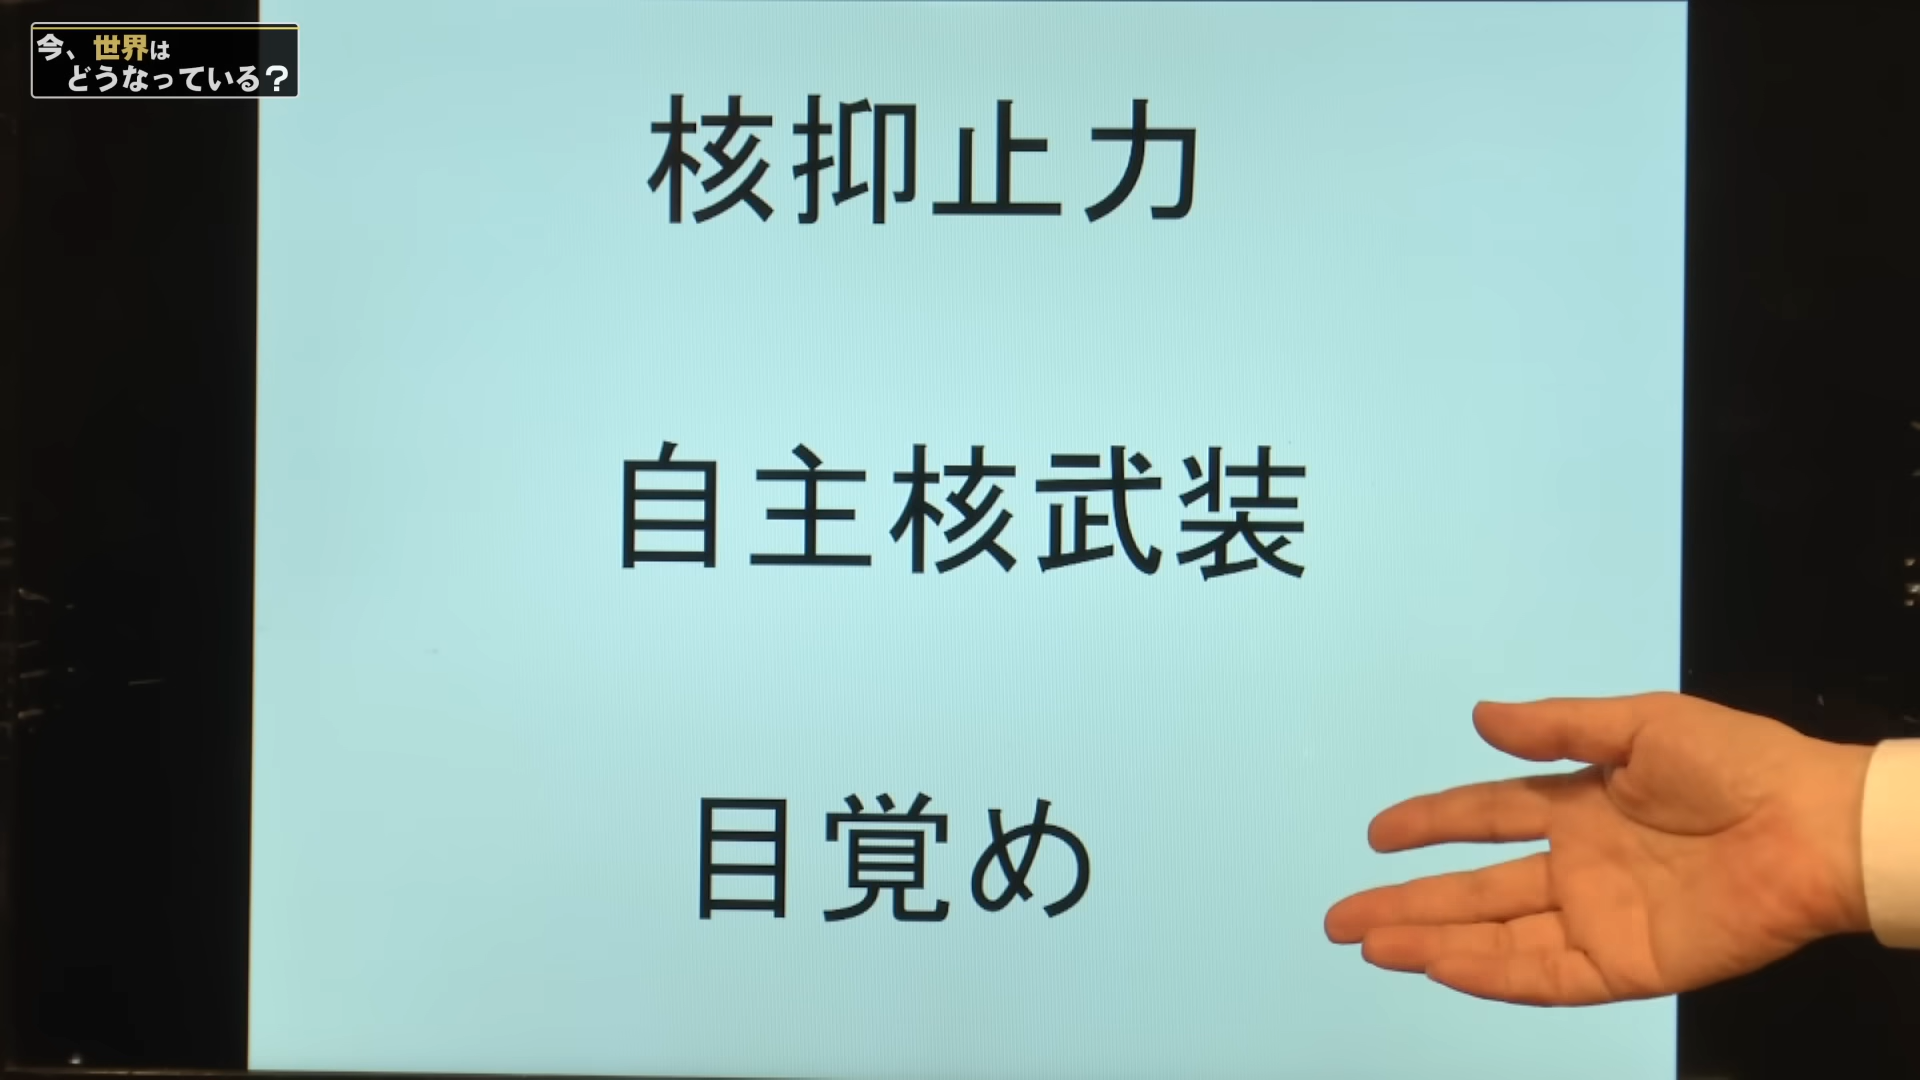 今、世界は
どうなっている？
核抑止力
自主核武装
目覚め